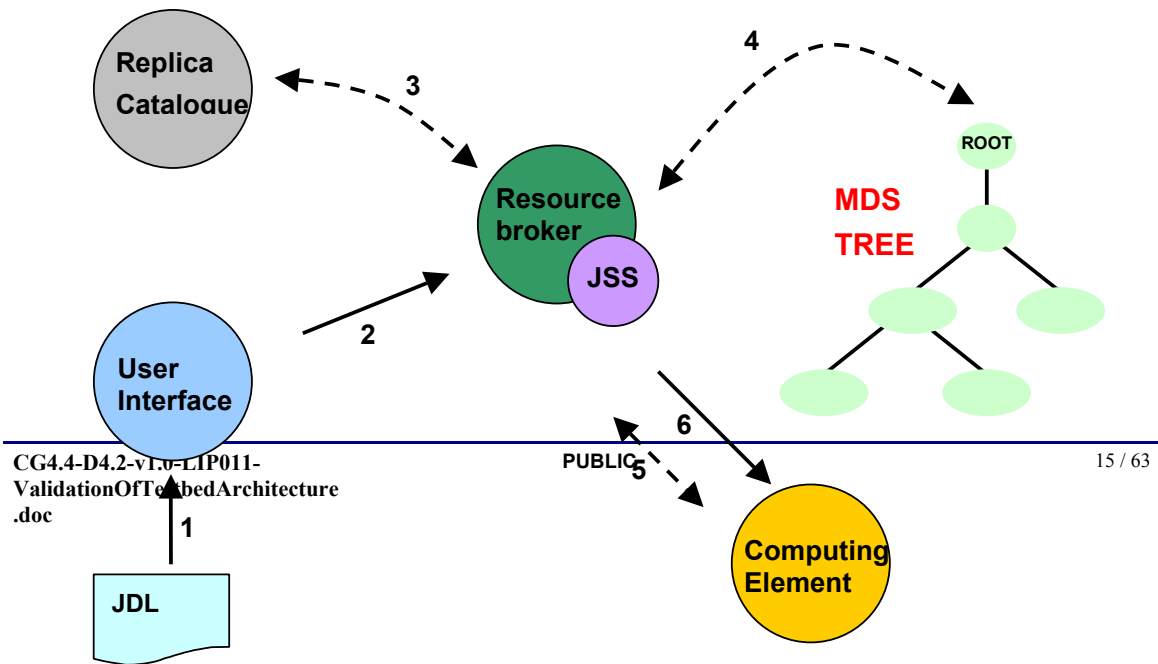 4
Replica
Catalogue
3
ROOT
Resource
broker
MDS
TREE
JSS
2
User
Interface
6
CG4.4-D4.2-v1.0-LIP011-
ValidationOfTestbedArchitecture
.doc
PUBLIC
15 / 63
5
1
Computing
Element
JDL